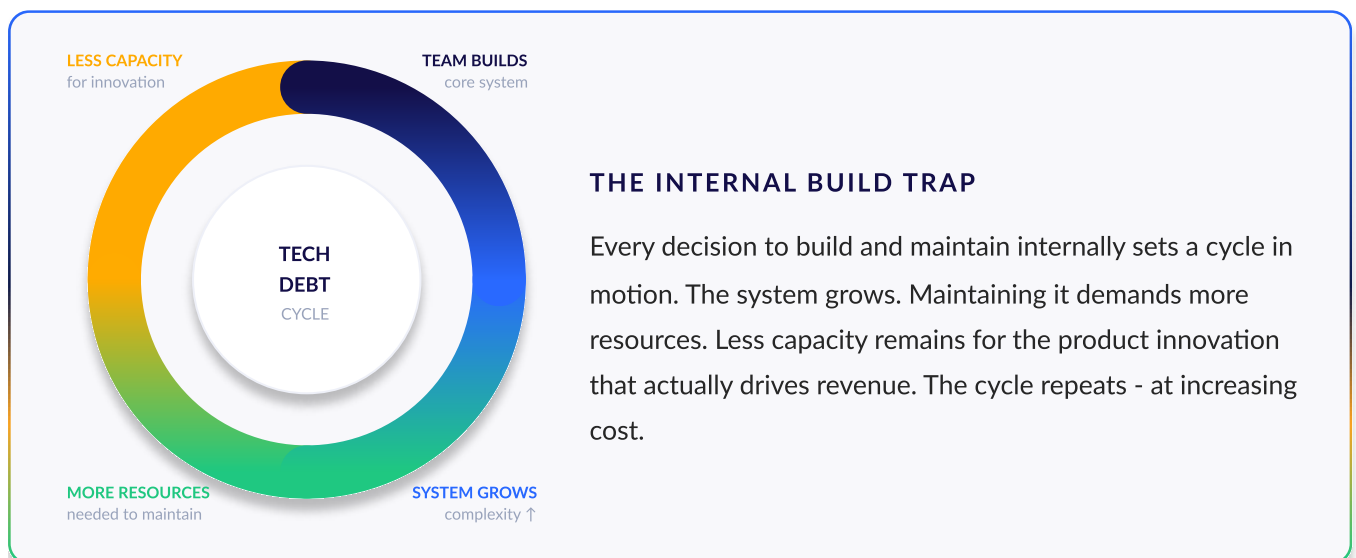 LESS CAPACITY
for innovation
TEAM BUILDS
core system
TECH
DEBT
CYCLE
MORE RESOURCES
needed to maintain
SYSTEM GROWS
complexity ↑
THE INTERNAL BUILD TRAP
Every decision to build and maintain internally sets a cycle in
motion. The system grows. Maintaining it demands more
resources. Less capacity remains for the product innovation
that actually drives revenue. The cycle repeats - at increasing
cost.